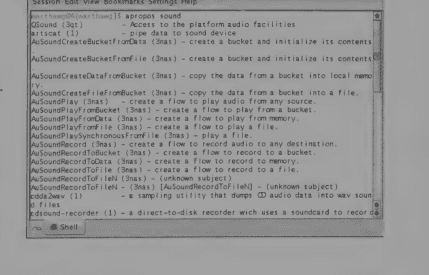 Session Edit View Bookmarks Settings Help
$ apropos sound
QSound (3qt) - Access to the platform audio facilities
artscat (1) - pipe data to sound device
AuSoundCreateBucketFromData (3nas) - create a bucket and initialize its contents
AuSoundCreateBucketFromFile (3nas) - create a bucket and initialize its contents
AuSoundCreateDataFromBucket (3nas) - copy the data from a bucket into local memo
ry.
AuSoundCreateFileFromBucket (3nas) - copy the data from a bucket into a file.
AuSoundPlay (3nas) - create a flow to play audio from any source.
AuSoundPlayFromBucket (3nas) - create a flow to play from a bucket.
AuSoundPlayFromData (3nas) - create a flow to play from memory.
AuSoundPlayFromFile (3nas) - create a flow to play a file.
AuSoundPlaySynchronousFromFile (3nas) - play a file.
AuSoundRecord (3nas) - create a flow to record audio to any destination.
AuSoundRecordToBucket (3nas) - create a flow to record to a bucket.
AuSoundRecordToData (3nas) - create a flow to record to memory.
AuSoundRecordToFile (3nas) - create a flow to record to a file.
AuSoundRecordToFileN (3nas) - (unknown subject)
AuSoundRecordToFileN - (3nas) [AuSoundRecordToFileN] - (unknown subject)
cdda2wav (1) - a sampling utility that dumps CD audio data into wav soun
d files
cdsound-recorder (1) - a direct-to-disk recorder wich uses a soundcard to record
Shell